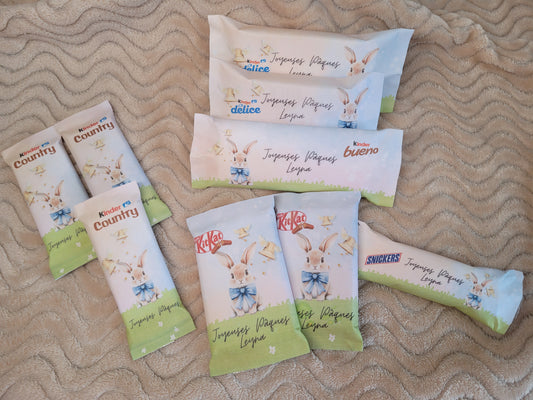 Kinder
délice
Joyeuses Pâques
Leyna
Kinder
délice
Joyeuses Pâques
Leyna
Kinder
bueno
Joyeuses Pâques
Leyna
Kinder
Country
Kinder
Country
Kinder
Country
Joyeuses Pâques
KitKat
Joyeuses Pâques
Leyna
KitKat
Joyeuses Pâques
Leyna
SNICKERS
Joyeuses Pâques
Leyna